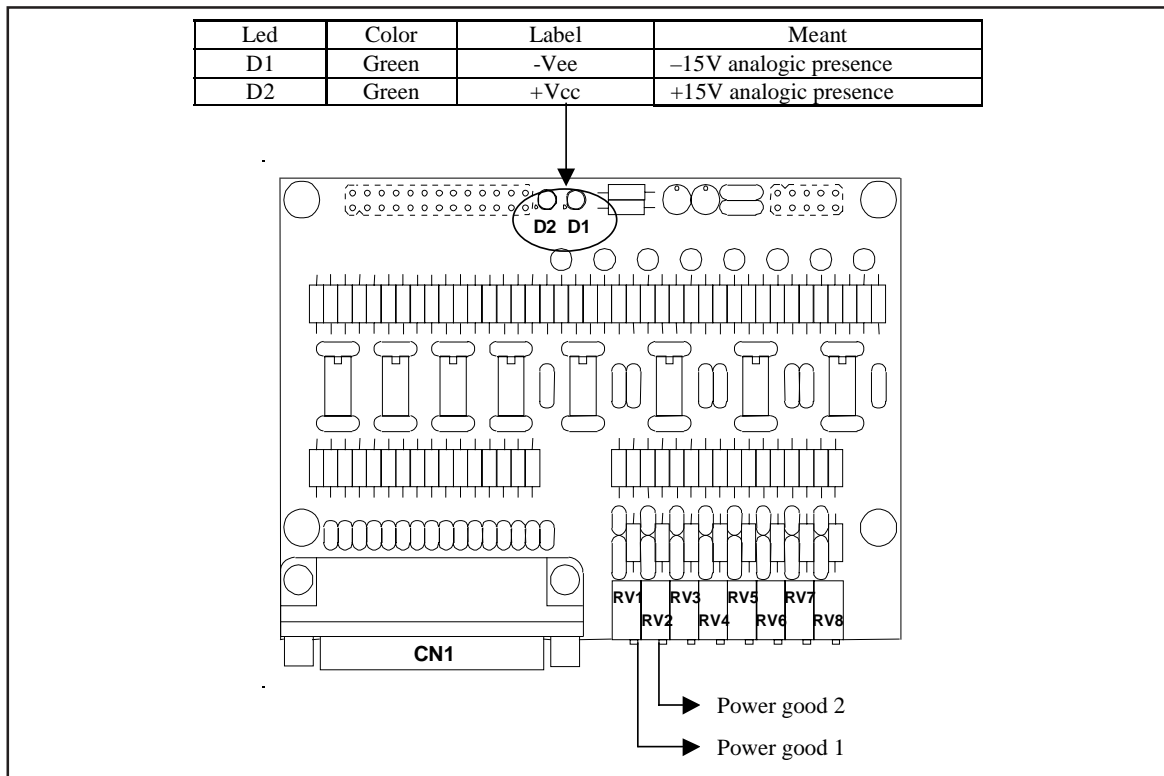 Led Color Label Meant
D1 Green -Vee –15V analogic presence
D2 Green +Vcc +15V analogic presence
D2 D1
RV1 RV3 RV5 RV7
RV2 RV4 RV6 RV8
CN1
Power good 2
Power good 1